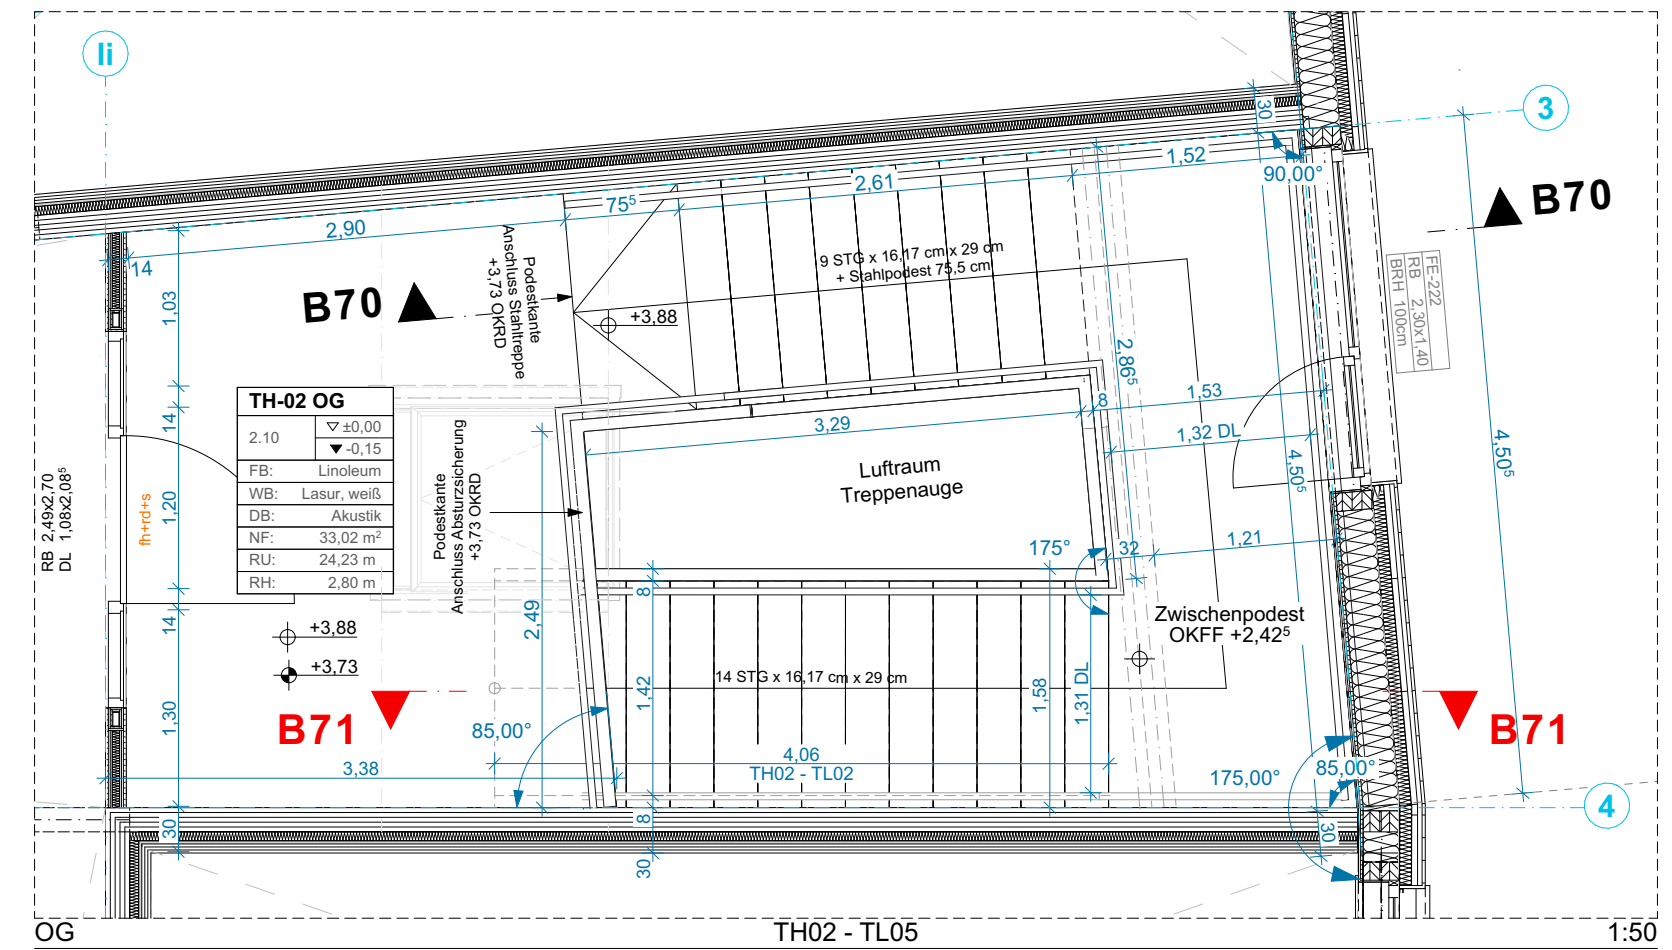 Ii
3
30
1,52
90,00°
2,61
75⁵
2,90
14
B70
FE-222
RB 2,30x1,40
BRH 100cm
Podestkante
Anschluss Stahltreppe
+3,73 OKRD
9 STG x 16,17 cm x 29 cm
+ Stahlpodest 75,5 cm
B70
+3,88
1,03
2,86⁵
1,53
8
1,32 DL
4,50⁵
4,50⁵
3,29
TH-02 OG
2.10
±0,00
-0,15
FB: Linoleum
WB: Lasur, weiß
DB: Akustik
NF: 33,02 m²
RU: 24,23 m
RH: 2,80 m
14
1,20
14
1,30
30
RB 2,49x2,70
DL 1,08x2,08⁵
fh+rd+s
Podestkante
Anschluss Absturzsicherung
+3,73 OKRD
Luftraum
Treppenauge
175°
32
1,21
2,49
8
1,42
8
30
1,58
1,31 DL
Zwischenpodest
OKFF +2,42⁵
+3,88
+3,73
14 STG x 16,17 cm x 29 cm
B71
B71
85,00°
3,38
4,06
TH02 - TL02
175,00°
85,00°
30
4
OG
TH02 - TL05
1:50